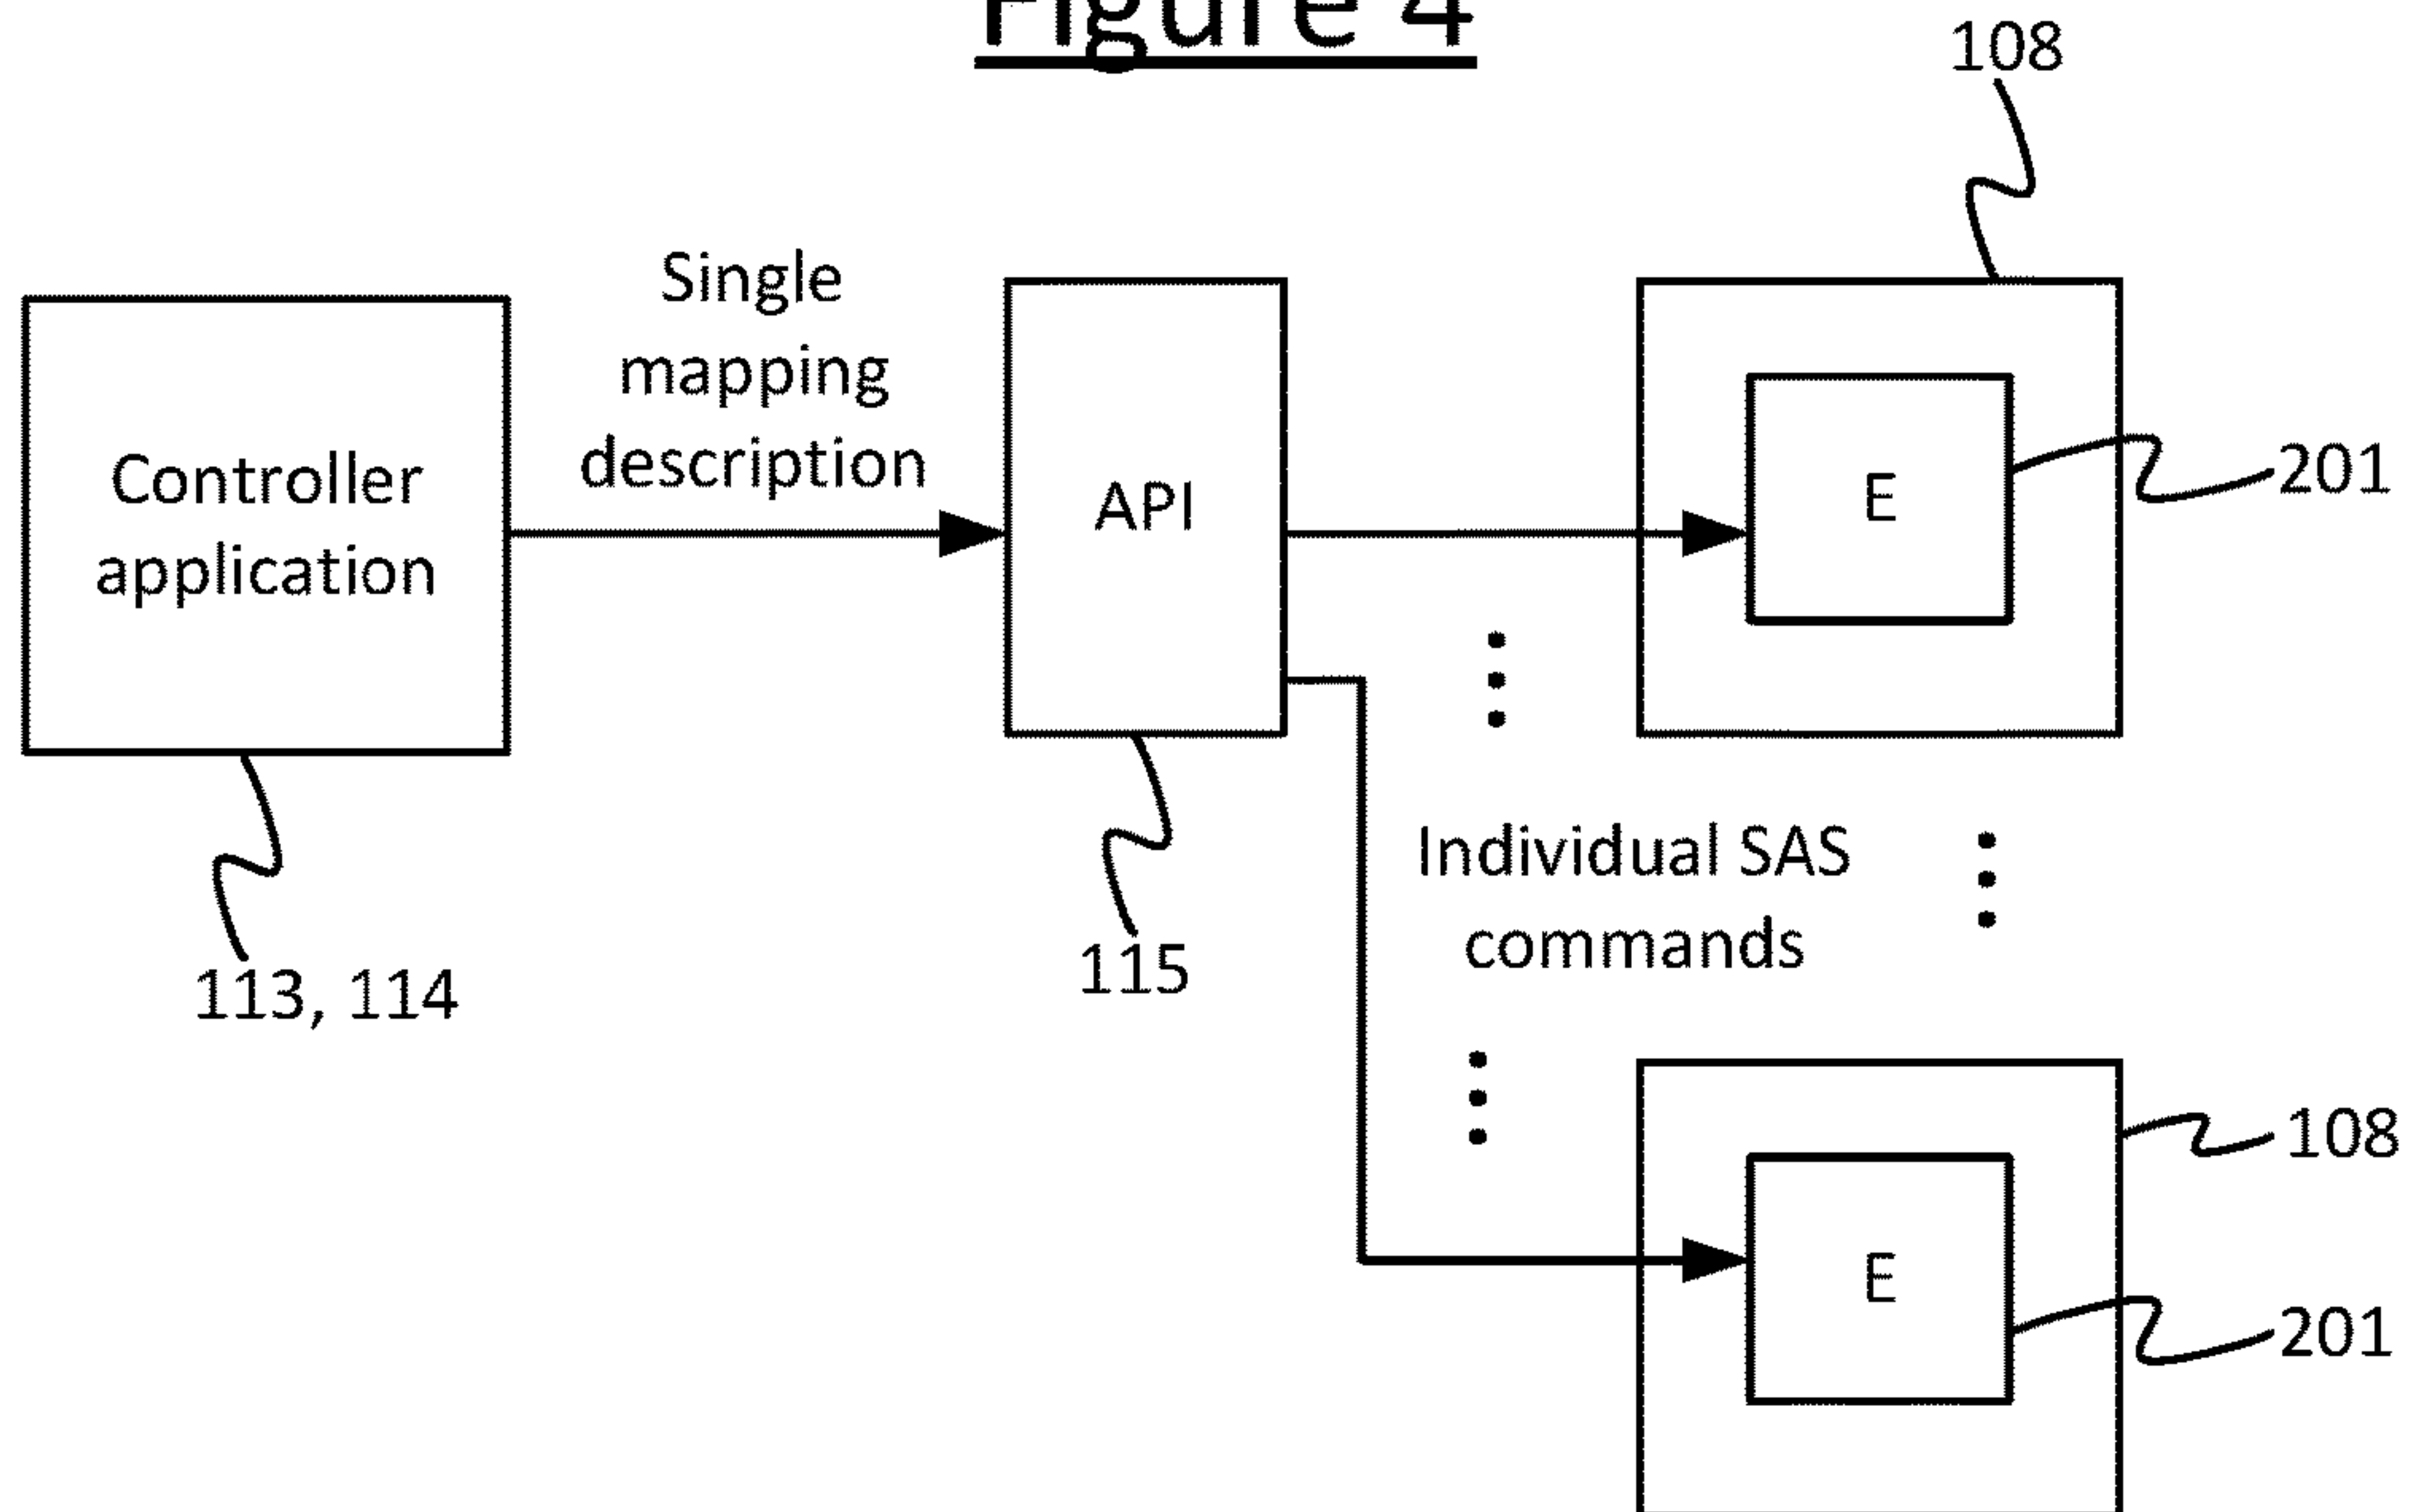 Figure 4
108
Single
mapping
description
Controller
application
API
E
201
Individual SAS
commands
113, 114
115
108
E
201